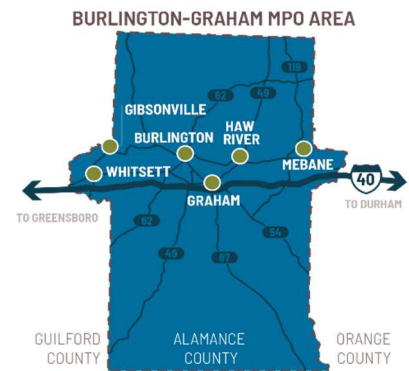 BURLINGTON-GRAHAM MPO AREA
119
62
49
GIBSONVILLE
BURLINGTON
HAW
RIVER
MEBANE
WHITSETT
GRAHAM
40
TO GREENSBORO
TO DURHAM
62
54
49
87
GUILFORD
COUNTY
ALAMANCE
COUNTY
ORANGE
COUNTY